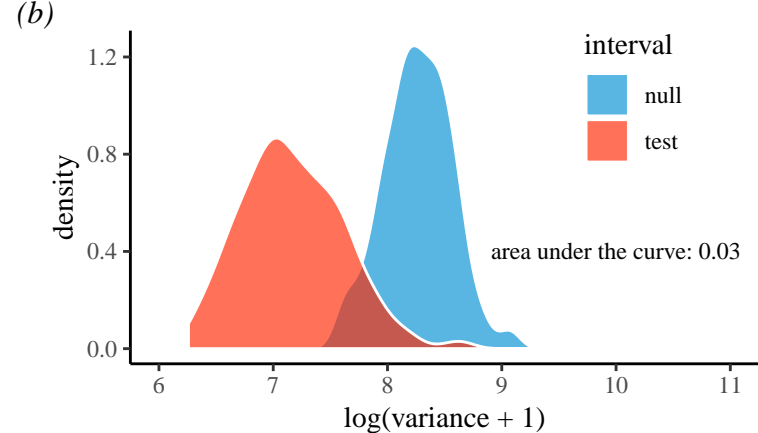 (b)
interval
null
test
area under the curve: 0.03
density
1.2
0.8
0.4
0.0
6 7 8 9 10 11
log(variance + 1)